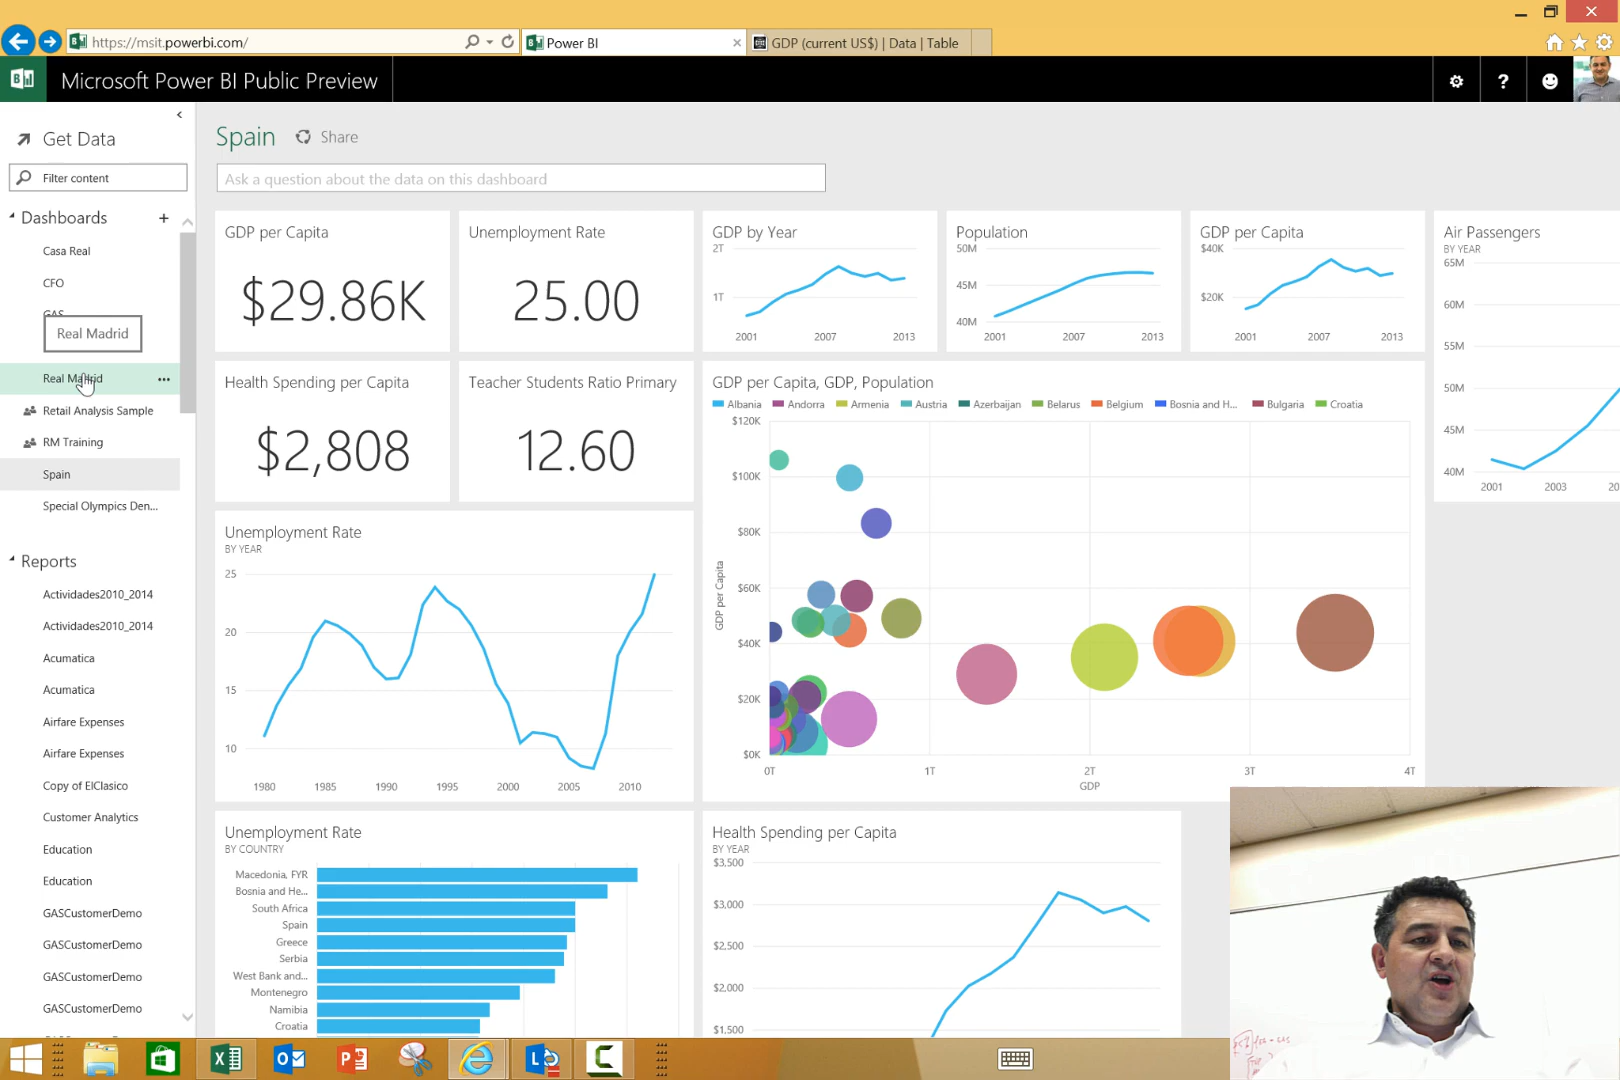 https://msit.powerbi.com/
Power BI
GDP (current US$) | Data | Table
Microsoft Power BI Public Preview
Get Data
Filter content
Dashboards
Casa Real
CFO
GAS
Real Madrid
Real Madrid
Retail Analysis Sample
RM Training
Spain
Special Olympics Den...
Reports
Actividades2010_2014
Actividades2010_2014
Acumatica
Acumatica
Airfare Expenses
Airfare Expenses
Copy of ElClasico
Customer Analytics
Education
Education
GASCustomerDemo
GASCustomerDemo
GASCustomerDemo
GASCustomerDemo
Spain
Share
Ask a question about the data on this dashboard
GDP per Capita
$29.86K
Unemployment Rate
25.00
GDP by Year
2T
1T
2001 2007 2013
Population
50M
45M
40M
2001 2007 2013
GDP per Capita
$40K
$20K
2001 2007 2013
Air Passengers
BY YEAR
65M
60M
55M
50M
45M
40M
2001 2003 20
Health Spending per Capita
$2,808
Teacher Students Ratio Primary
12.60
GDP per Capita, GDP, Population
Albania Andorra Armenia Austria Azerbaijan Belarus Belgium Bosnia and H... Bulgaria Croatia
$120K
$100K
$80K
$60K
$40K
$20K
$0K
GDP per Capita
0T 1T 2T 3T 4T
GDP
Unemployment Rate
BY YEAR
25
20
15
10
1980 1985 1990 1995 2000 2005 2010
Unemployment Rate
BY COUNTRY
Macedonia, FYR
Bosnia and He...
South Africa
Spain
Greece
Serbia
West Bank and...
Montenegro
Namibia
Croatia
Health Spending per Capita
BY YEAR
$3,500
$3,000
$2,500
$2,000
$1,500